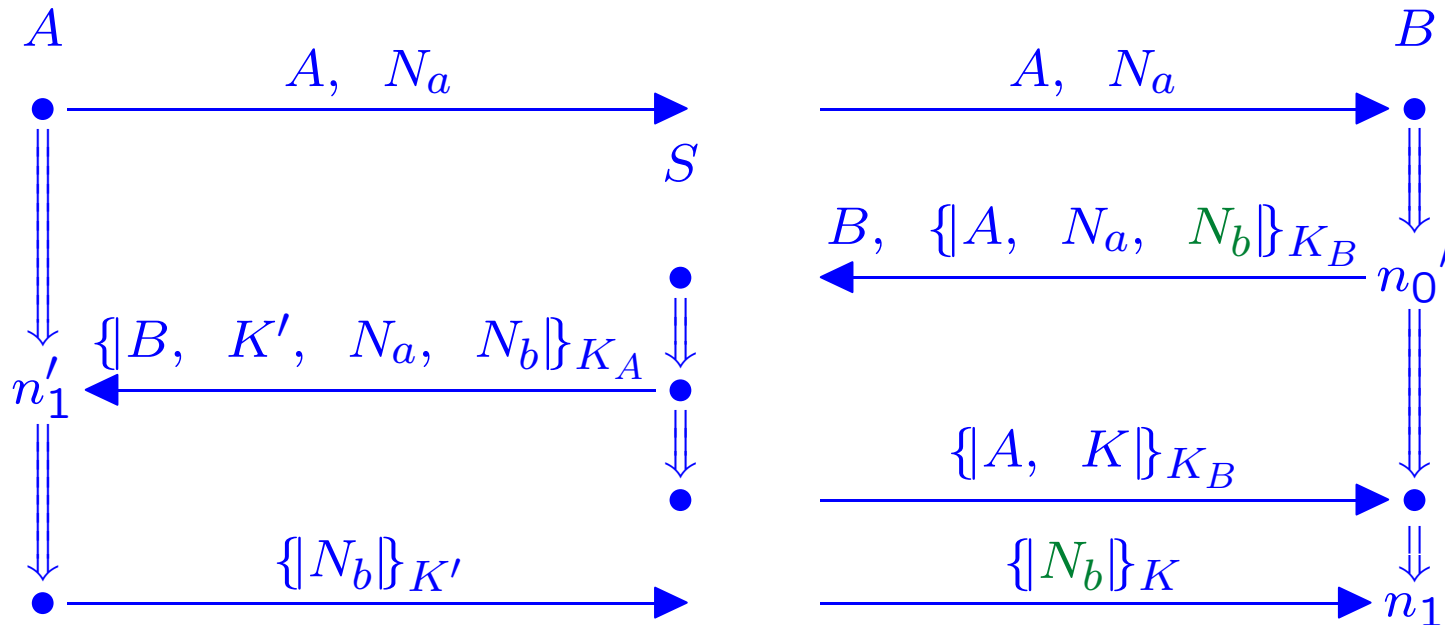 A B
A, N_a A, N_a
S
B, {|A, N_a, N_b|}_{K_B} n_0'
{|B, K', N_a, N_b|}_{K_A}
n_1'
{|A, K|}_{K_B}
{|N_b|}_{K'} {|N_b|}_K
n_1